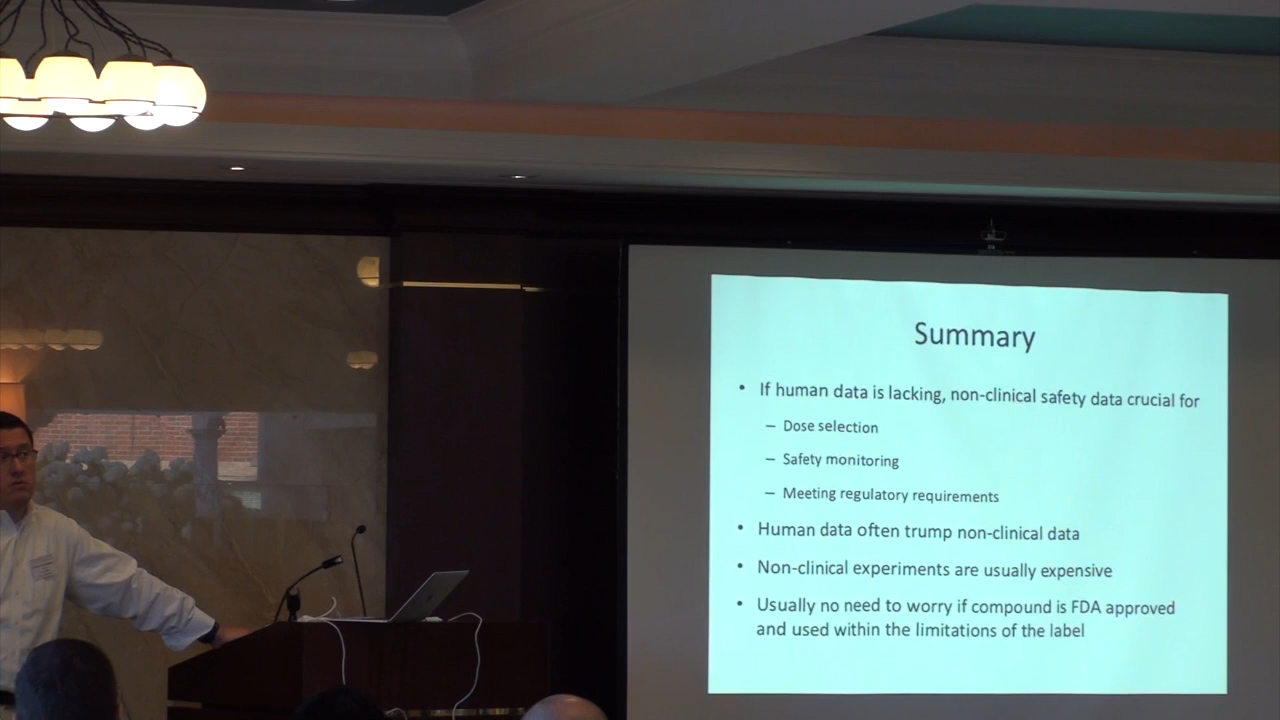 Summary
• If human data is lacking, non-clinical safety data crucial for
– Dose selection
– Safety monitoring
– Meeting regulatory requirements
• Human data often trump non-clinical data
• Non-clinical experiments are usually expensive
• Usually no need to worry if compound is FDA approved
and used within the limitations of the label